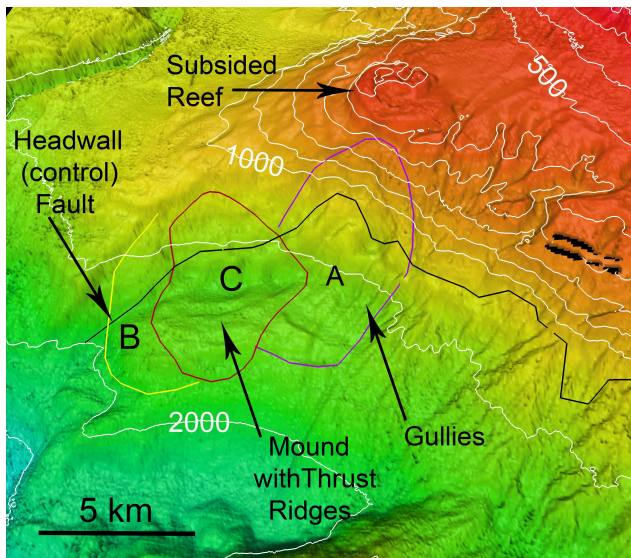 Subsided
Reef
500
Headwall
(control)
Fault
1000
C
A
B
2000
Gullies
Mound
withThrust
Ridges
5 km